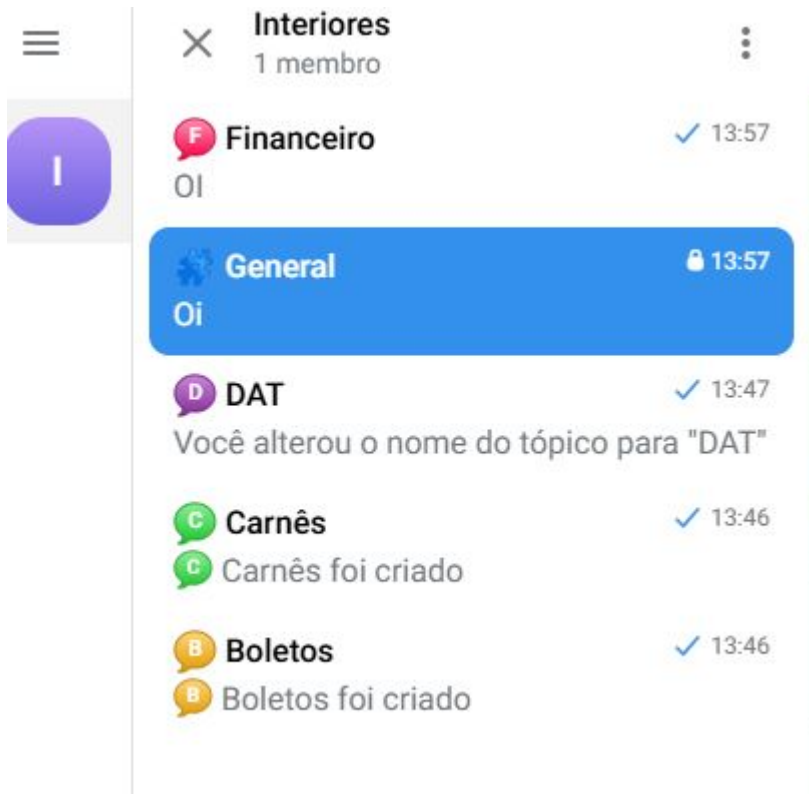 Interiores
1 membro
I
F Financeiro 13:57
OI
General 13:57
Oi
D DAT 13:47
Você alterou o nome do tópico para "DAT"
C Carnês 13:46
C Carnês foi criado
B Boletos 13:46
B Boletos foi criado